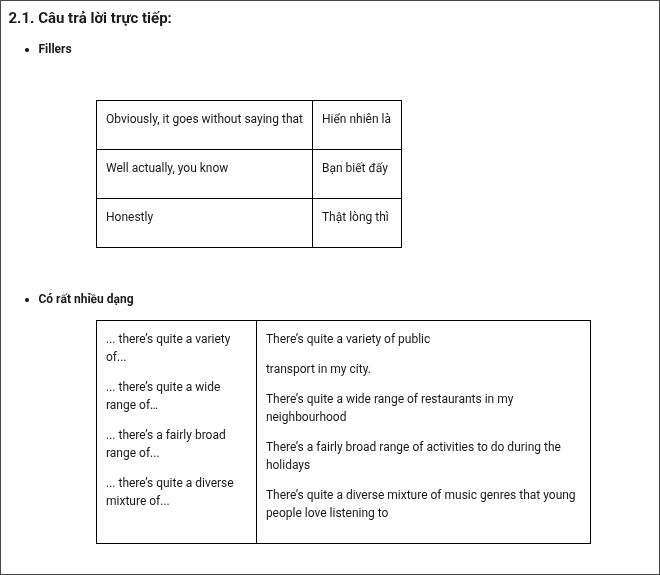 2.1. Câu trả lời trực tiếp:
Fillers
Obviously, it goes without saying that
Hiển nhiên là
Well actually, you know
Bạn biết đấy
Honestly
Thật lòng thì
Có rất nhiều dạng
... there's quite a variety
of...
... there's quite a wide
range of…
... there's a fairly broad
range of...
... there's quite a diverse
mixture of...
There's quite a variety of public
transport in my city.
There's quite a wide range of restaurants in my
neighbourhood
There's a fairly broad range of activities to do during the
holidays
There's quite a diverse mixture of music genres that young
people love listening to